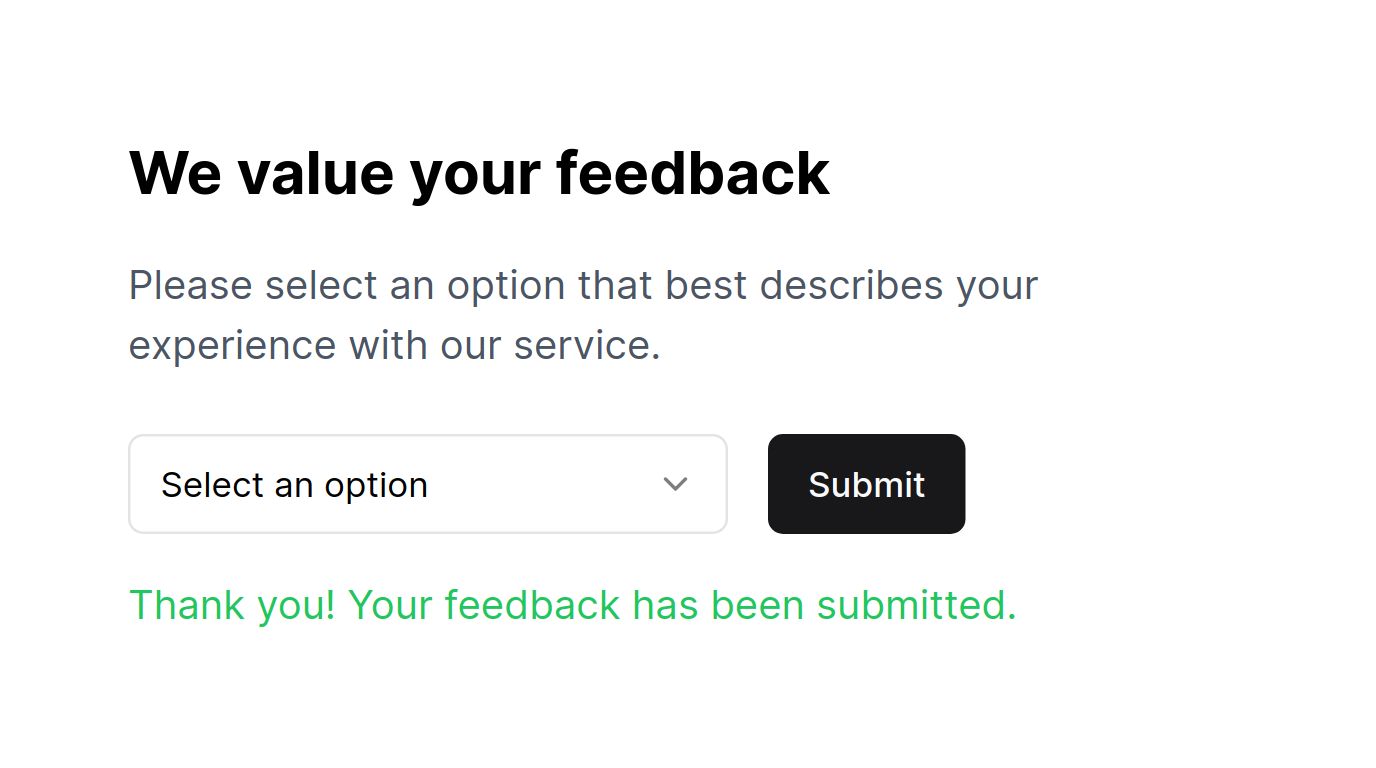 We value your feedback
Please select an option that best describes your
experience with our service.
Select an option
Submit
Thank you! Your feedback has been submitted.